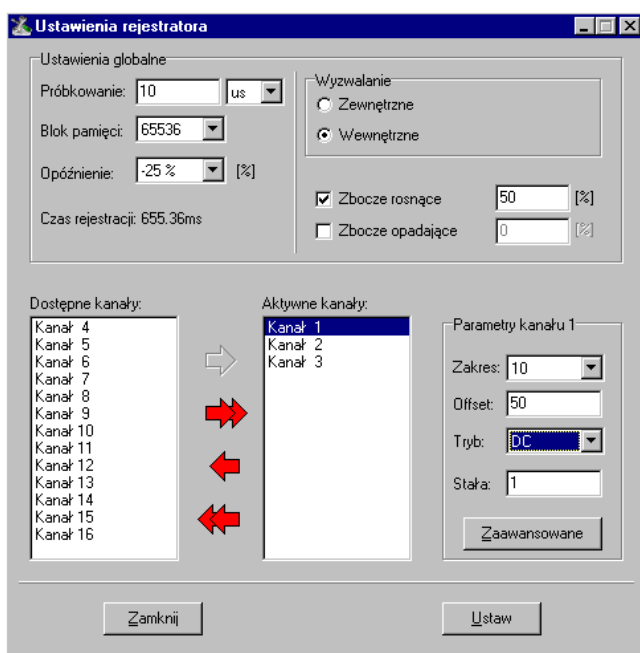 Ustawienia rejestratora
Ustawienia globalne
Próbkowanie: 10 us
Blok pamięci: 65536
Opóźnienie: -25 % [%]
Czas rejestracji: 655.36ms
Wyzwalanie
Zewnętrzne
Wewnętrzne
Zbocze rosnące 50 [%]
Zbocze opadające 0 [%]
Dostępne kanały:
Kanał 4
Kanał 5
Kanał 6
Kanał 7
Kanał 8
Kanał 9
Kanał 10
Kanał 11
Kanał 12
Kanał 13
Kanał 14
Kanał 15
Kanał 16
Aktywne kanały:
Kanał 1
Kanał 2
Kanał 3
Parametry kanału 1
Zakres: 10
Offset: 50
Tryb: DC
Stała: 1
Zaawansowane
Zamknij
Ustaw